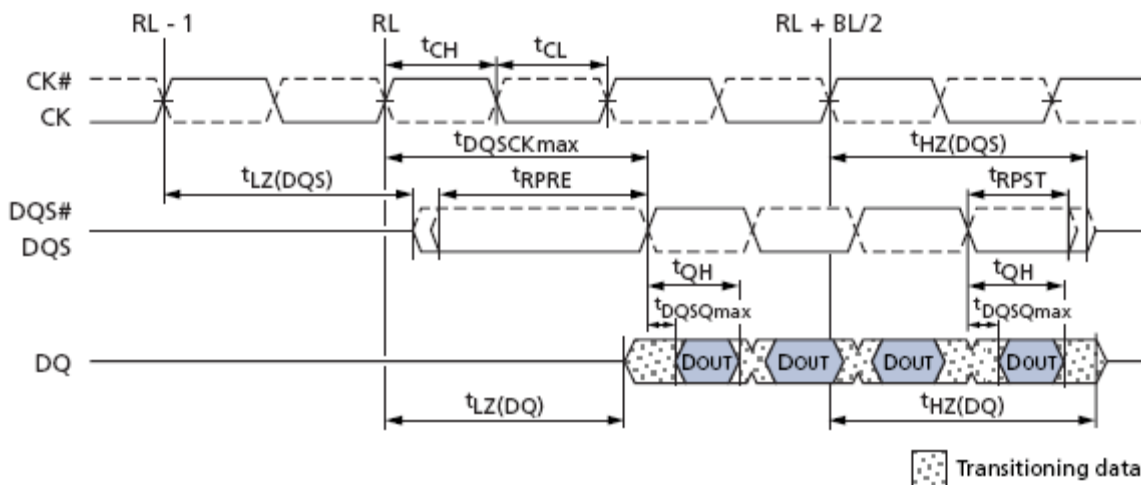 RL - 1 RL RL + BL/2
tCH tCL
CK#
CK
tDQSCKmax tHZ(DQS)
tLZ(DQS) tRPRE tRPST
DQS#
DQS
tQH tQH
tDQSQmax tDQSQmax
DQ DOUT DOUT DOUT DOUT
tLZ(DQ) tHZ(DQ)
Transitioning data